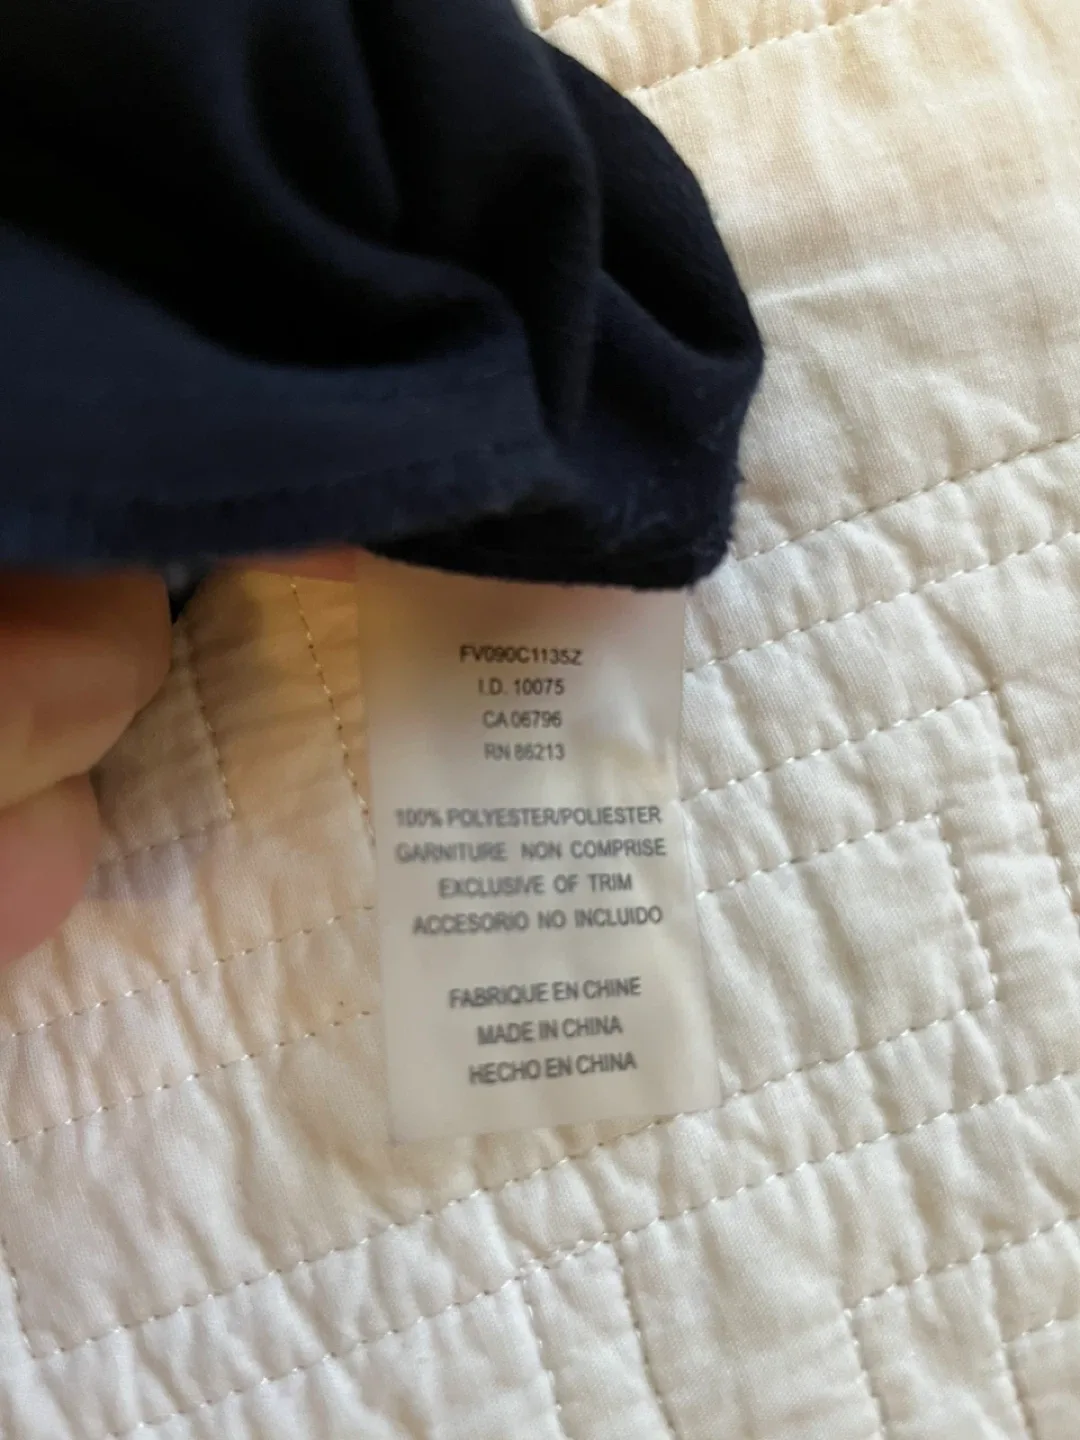 FV090C1135Z
I.D. 10075
CA 06796
RN 86213
100% POLYESTER/POLIESTER
GARNITURE NON COMPRISE
EXCLUSIVE OF TRIM
ACCESORIO NO INCLUIDO
FABRIQUE EN CHINE
MADE IN CHINA
HECHO EN CHINA